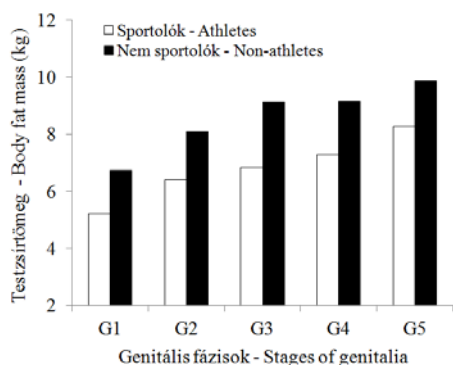 Sportolók - Athletes
Nem sportolók - Non-athletes
Testzsírtömeg - Body fat mass (kg)
12
10
8
6
4
2
G1 G2 G3 G4 G5
Genitális fázisok - Stages of genitalia